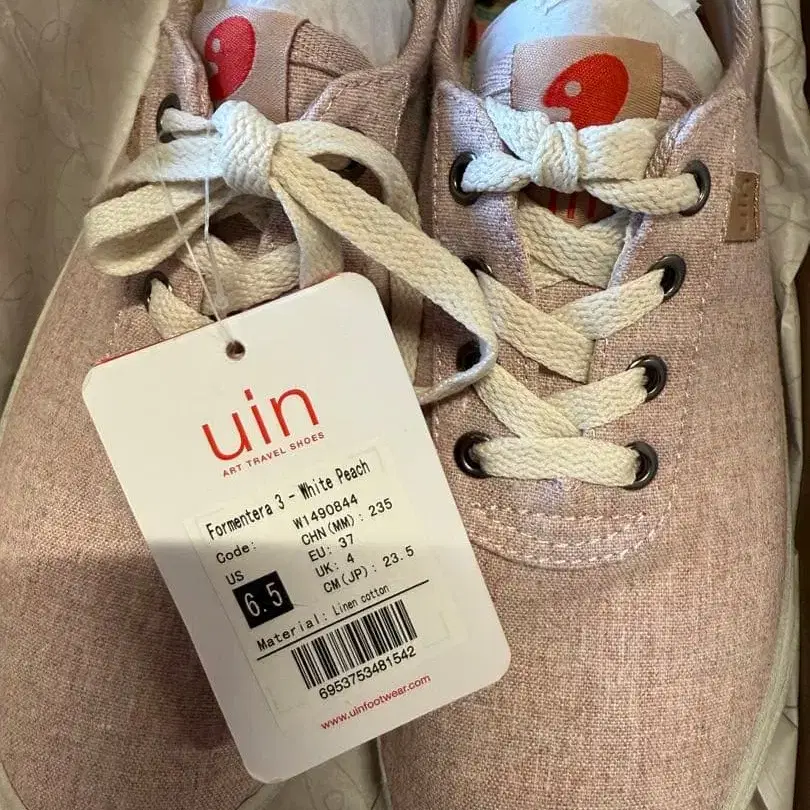 uin
ART TRAVEL SHOES
Formentera 3 - White Peach
Code: W1490844
CHN(MM): 235
US EU: 37
6.5 UK: 4
CM(JP): 23.5
Material: Linen cotton
6953753481542
www.uinfootwear.com
uin